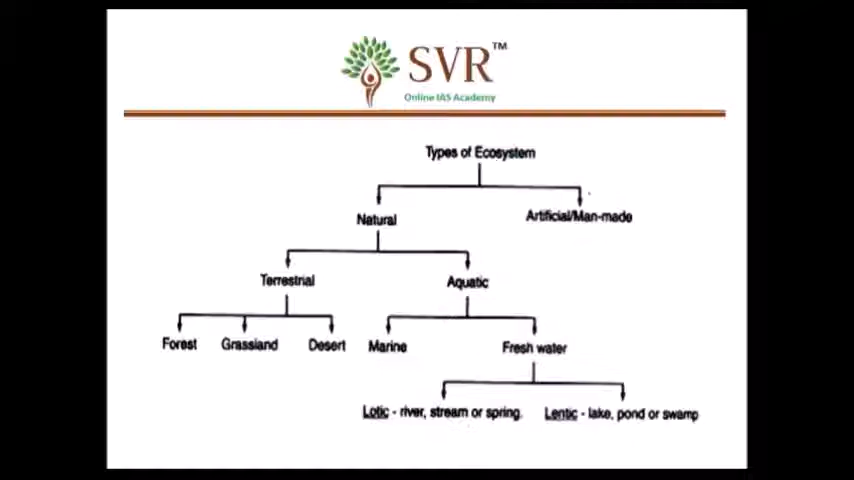 SVR™
Online IAS Academy
Types of Ecosystem
Natural
Artificial/Man-made
Terrestrial
Aquatic
Forest
Grassland
Desert
Marine
Fresh water
Lotic - river, stream or spring.
Lentic - lake, pond or swamp